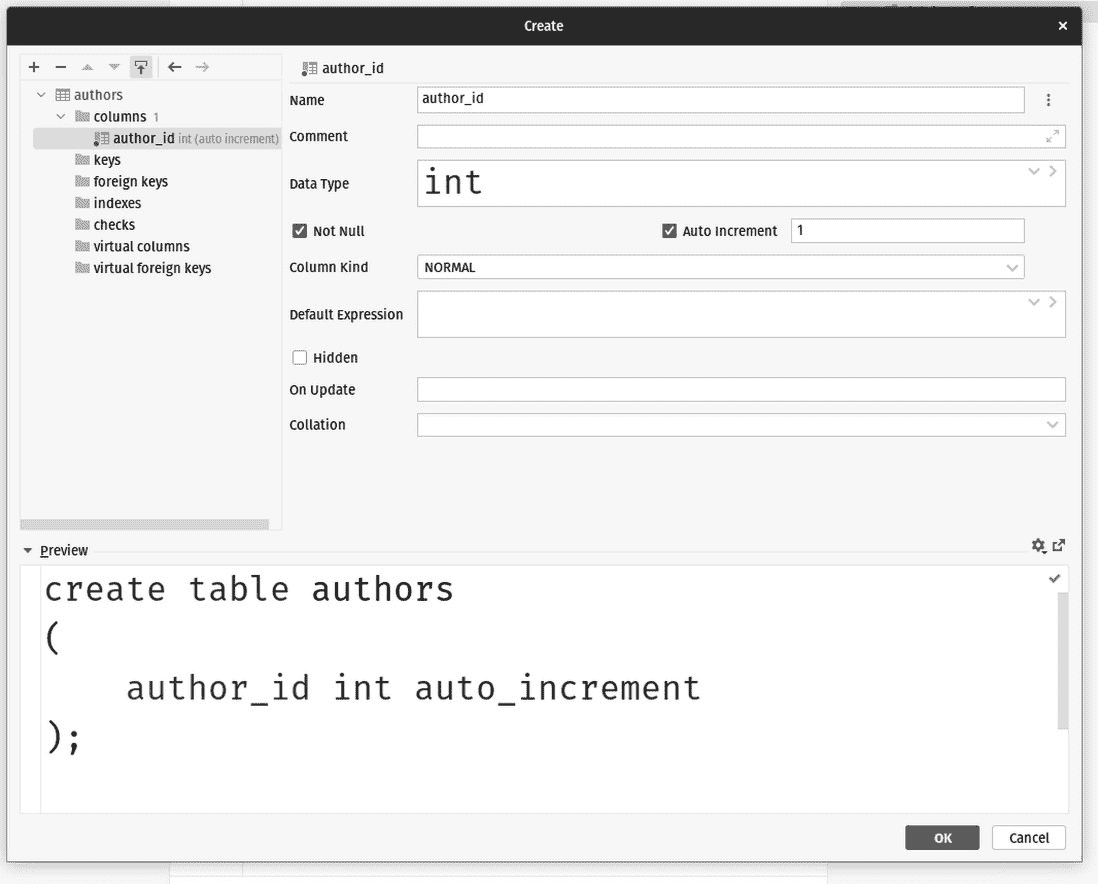 Create
authors
columns 1
author_id int (auto increment)
keys
foreign keys
indexes
checks
virtual columns
virtual foreign keys
author_id
Name author_id
Comment
Data Type int
Not Null Auto Increment 1
Column Kind NORMAL
Default Expression
Hidden
On Update
Collation
Preview
create table authors
(
    author_id int auto_increment
);
OK Cancel